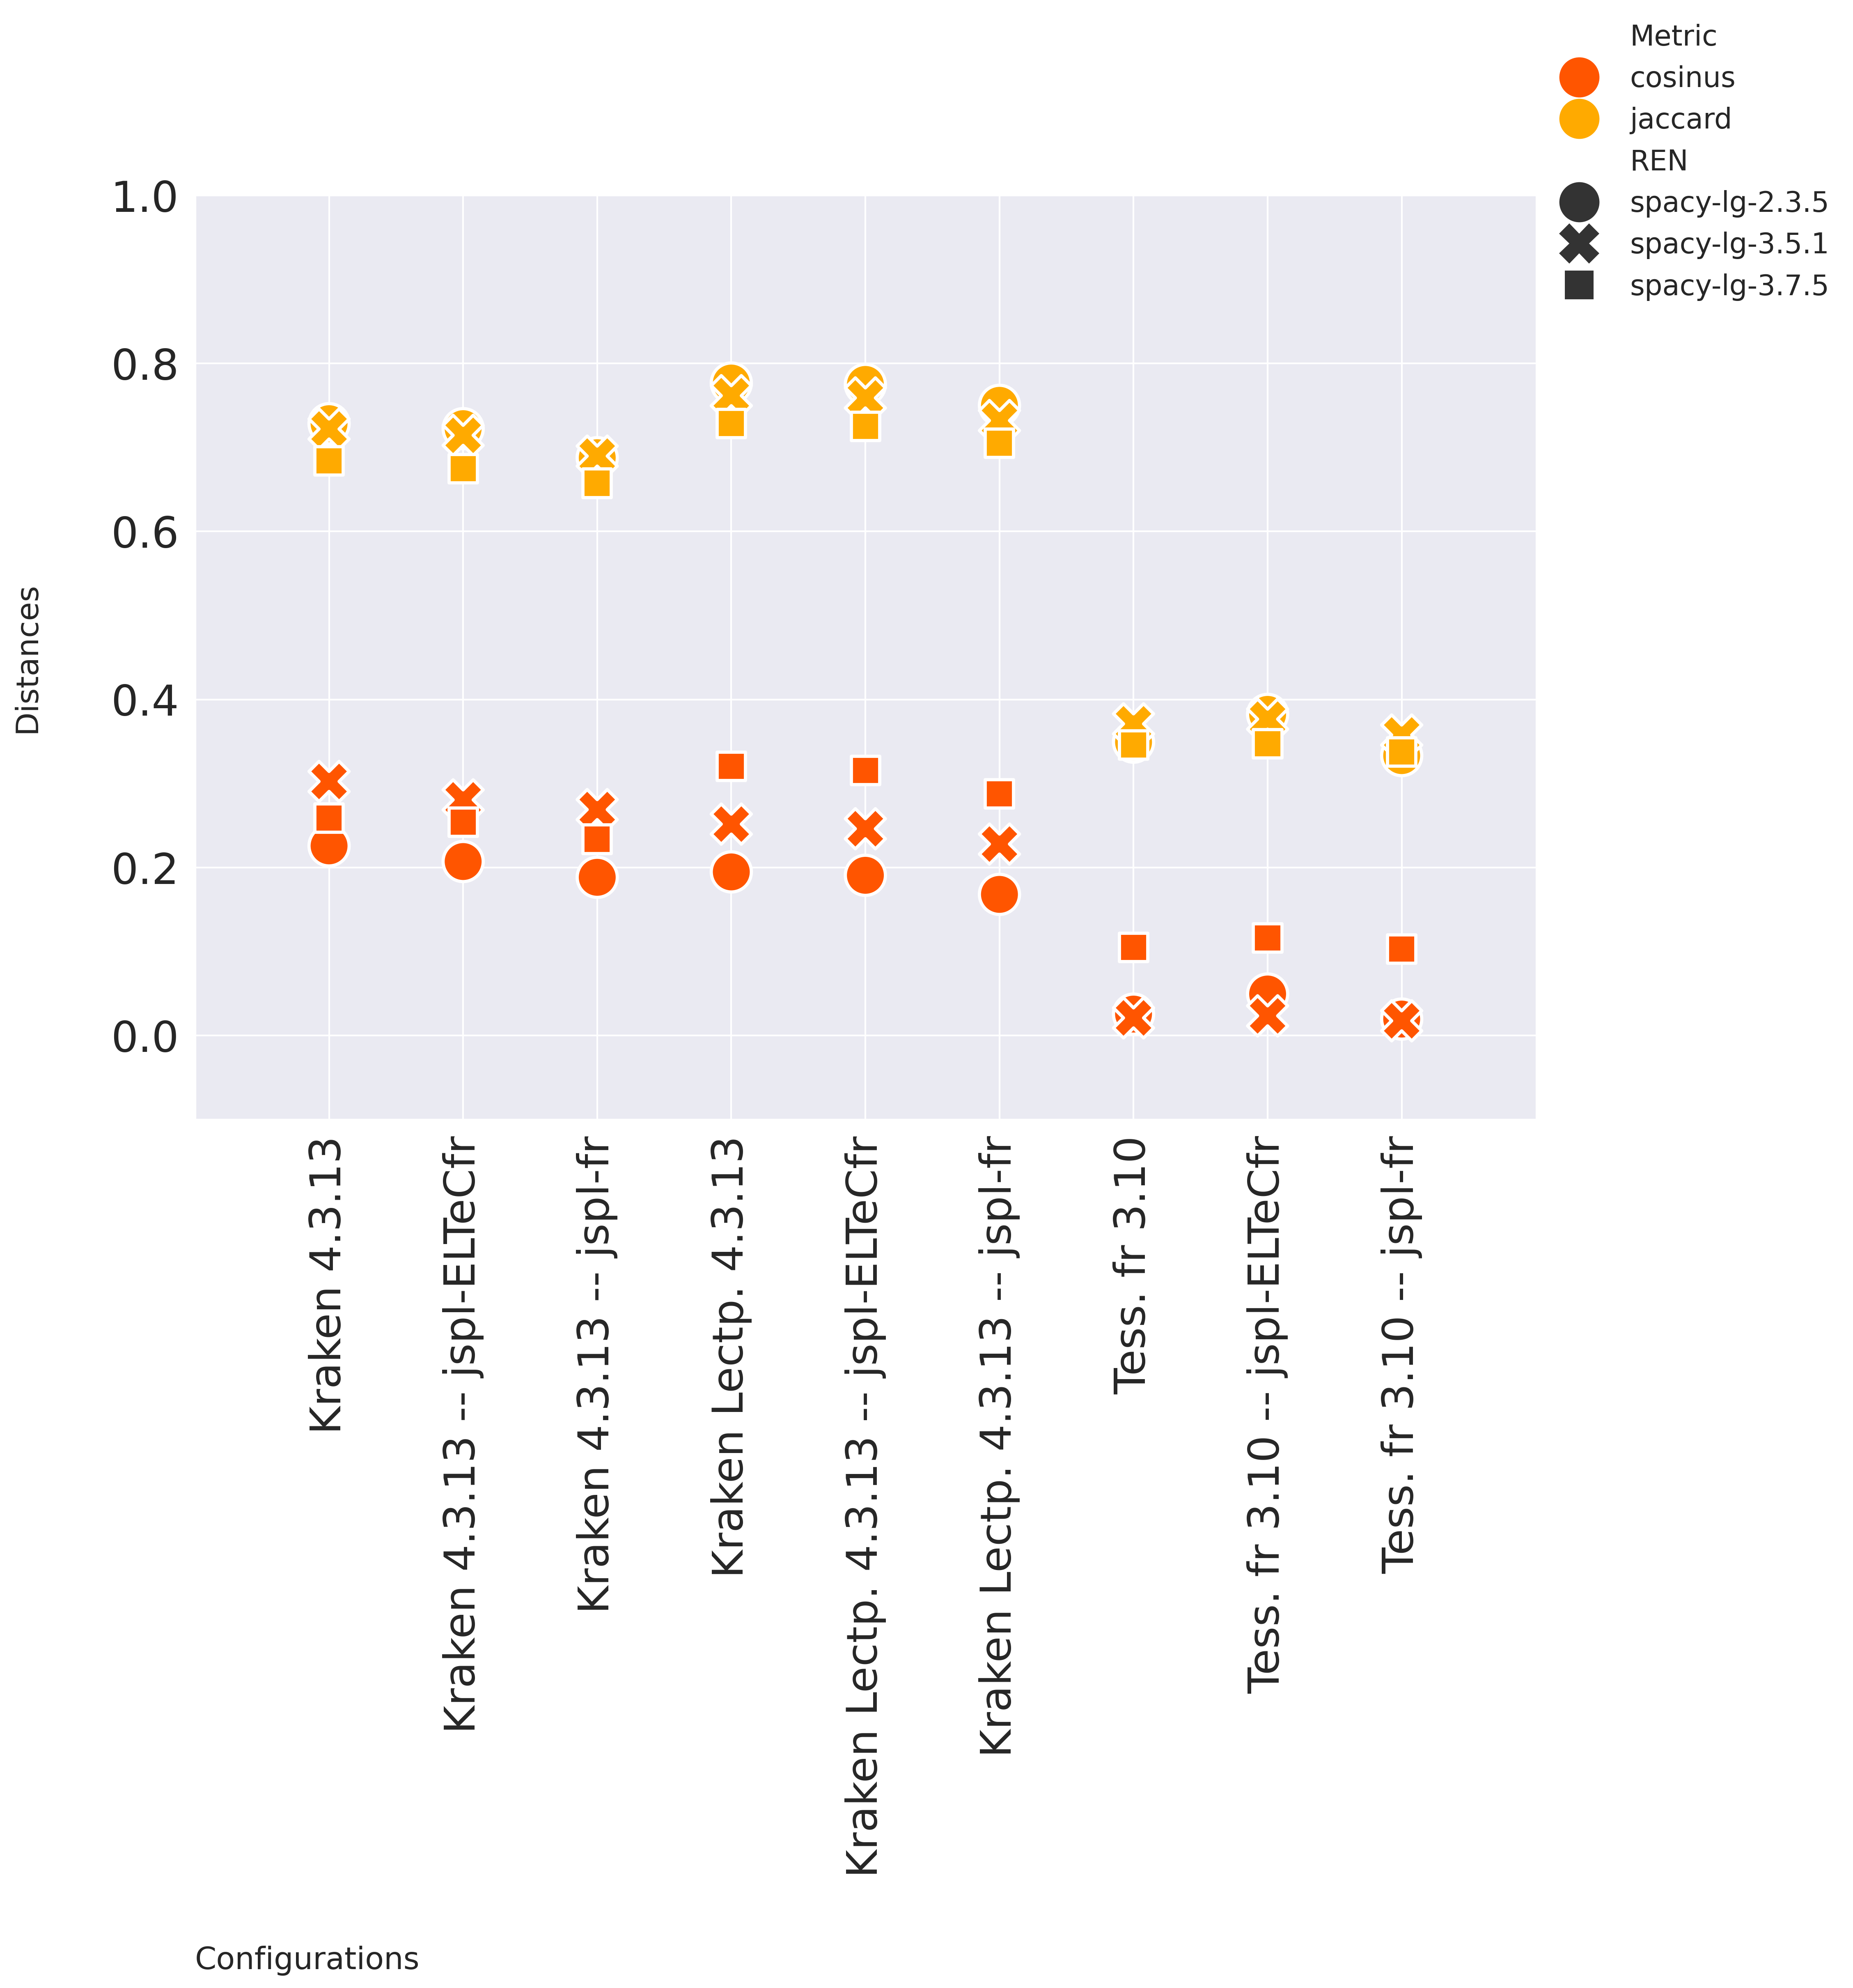 Metric
cosinus
jaccard
REN
spacy-lg-2.3.5
spacy-lg-3.5.1
spacy-lg-3.7.5
Distances
1.0
0.8
0.6
0.4
0.2
0.0
Kraken 4.3.13
Kraken 4.3.13 -- jspl-ELTeCfr
Kraken 4.3.13 -- jspl-fr
Kraken Lectp. 4.3.13
Kraken Lectp. 4.3.13 -- jspl-ELTeCfr
Kraken Lectp. 4.3.13 -- jspl-fr
Tess. fr 3.10
Tess. fr 3.10 -- jspl-ELTeCfr
Tess. fr 3.10 -- jspl-fr
Configurations